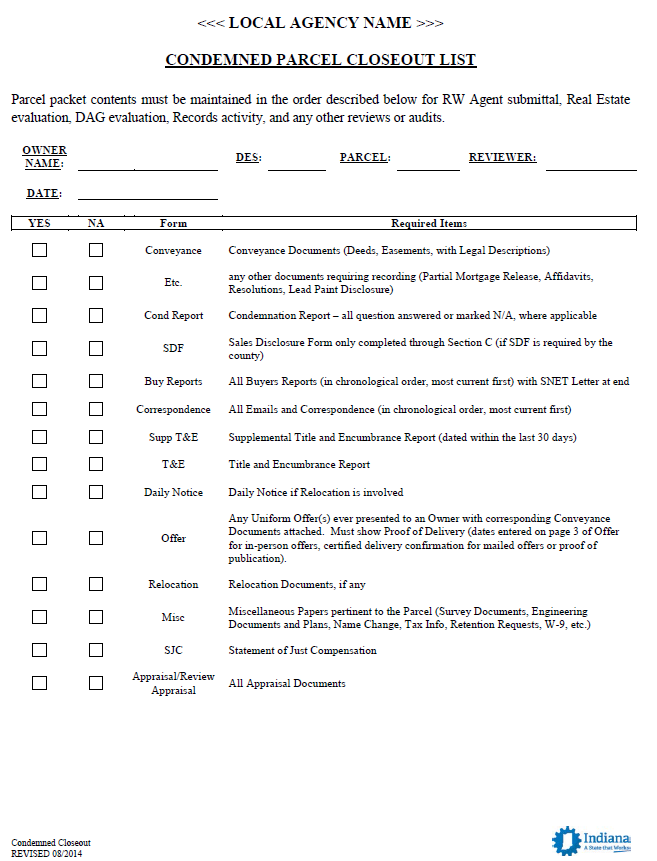 <<< LOCAL AGENCY NAME >>>
CONDEMNED PARCEL CLOSEOUT LIST
Parcel packet contents must be maintained in the order described below for RW Agent submittal, Real Estate
evaluation, DAG evaluation, Records activity, and any other reviews or audits.
OWNER
NAME: DES: PARCEL: REVIEWER:
DATE:
YES NA Form Required Items
Conveyance Conveyance Documents (Deeds, Easements, with Legal Descriptions)
Etc. any other documents requiring recording (Partial Mortgage Release, Affidavits,
Resolutions, Lead Paint Disclosure)
Cond Report Condemnation Report – all question answered or marked N/A, where applicable
SDF Sales Disclosure Form only completed through Section C (if SDF is required by the
county)
Buy Reports All Buyers Reports (in chronological order, most current first) with SNET Letter at end
Correspondence All Emails and Correspondence (in chronological order, most current first)
Supp T&E Supplemental Title and Encumbrance Report (dated within the last 30 days)
T&E Title and Encumbrance Report
Daily Notice Daily Notice if Relocation is involved
Offer Any Uniform Offer(s) ever presented to an Owner with corresponding Conveyance
Documents attached. Must show Proof of Delivery (dates entered on page 3 of Offer
for in-person offers, certified delivery confirmation for mailed offers or proof of
publication).
Relocation Relocation Documents, if any
Misc Miscellaneous Papers pertinent to the Parcel (Survey Documents, Engineering
Documents and Plans, Name Change, Tax Info, Retention Requests, W-9, etc.)
SJC Statement of Just Compensation
Appraisal/Review
Appraisal All Appraisal Documents
Condemned Closeout
REVISED 08/2014
Indiana
A State that Works